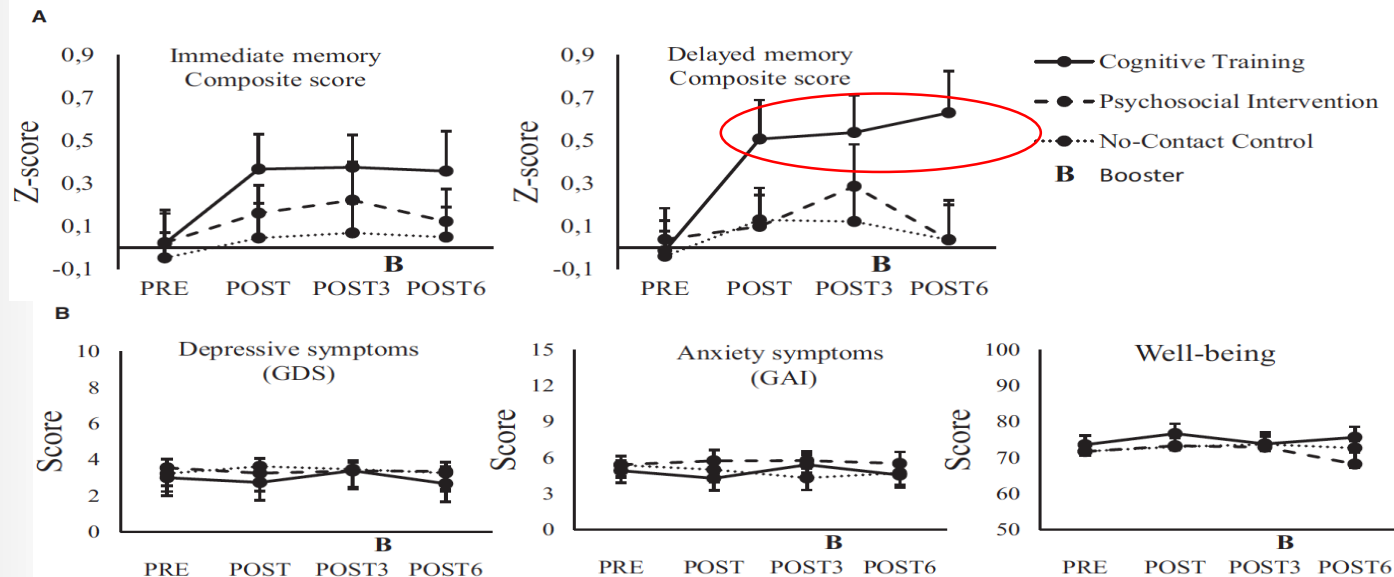 A
Immediate memory
Composite score
Z-score
0,9
0,7
0,5
0,3
0,1
-0,1
B
PRE POST POST3 POST6
Delayed memory
Composite score
Z-score
0,9
0,7
0,5
0,3
0,1
-0,1
B
PRE POST POST3 POST6
Cognitive Training
Psychosocial Intervention
No-Contact Control
B Booster
B
Depressive symptoms
(GDS)
Score
10
8
6
4
2
0
B
PRE POST POST3 POST6
Anxiety symptoms
(GAI)
Score
15
12
9
6
3
0
B
PRE POST POST3 POST6
Well-being
Score
100
90
80
70
60
50
B
PRE POST POST3 POST6